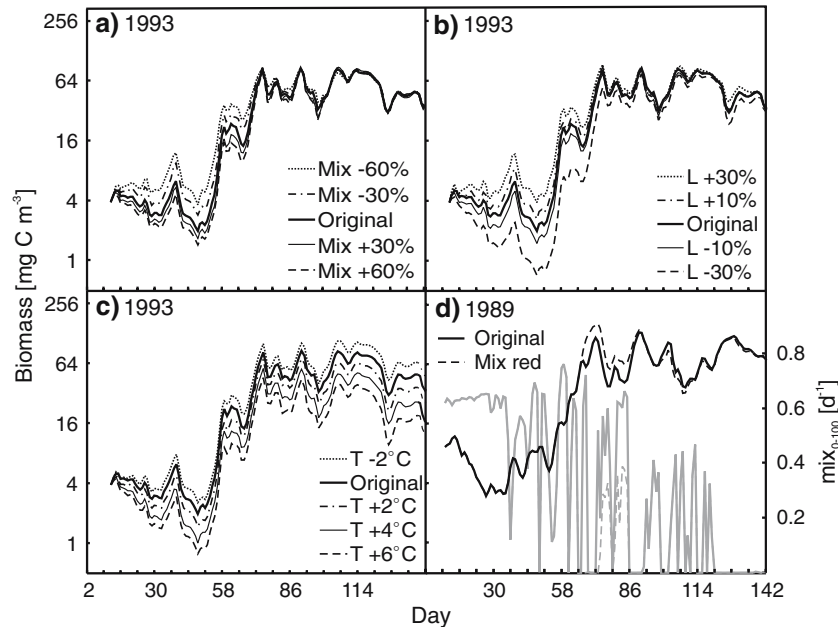 a) 1993
b) 1993
256
64
16
4
1
Mix -60%
Mix -30%
Original
Mix +30%
Mix +60%
L +30%
L +10%
Original
L -10%
L -30%
Biomass [mg C m⁻³]
c) 1993
d) 1989
256
64
16
4
1
T -2°C
Original
T +2°C
T +4°C
T +6°C
Original
Mix red
0.8
0.6
0.4
0.2
mix₀₋₁₀₀ [d⁻¹]
2 30 58 86 114
30 58 86 114 142
Day